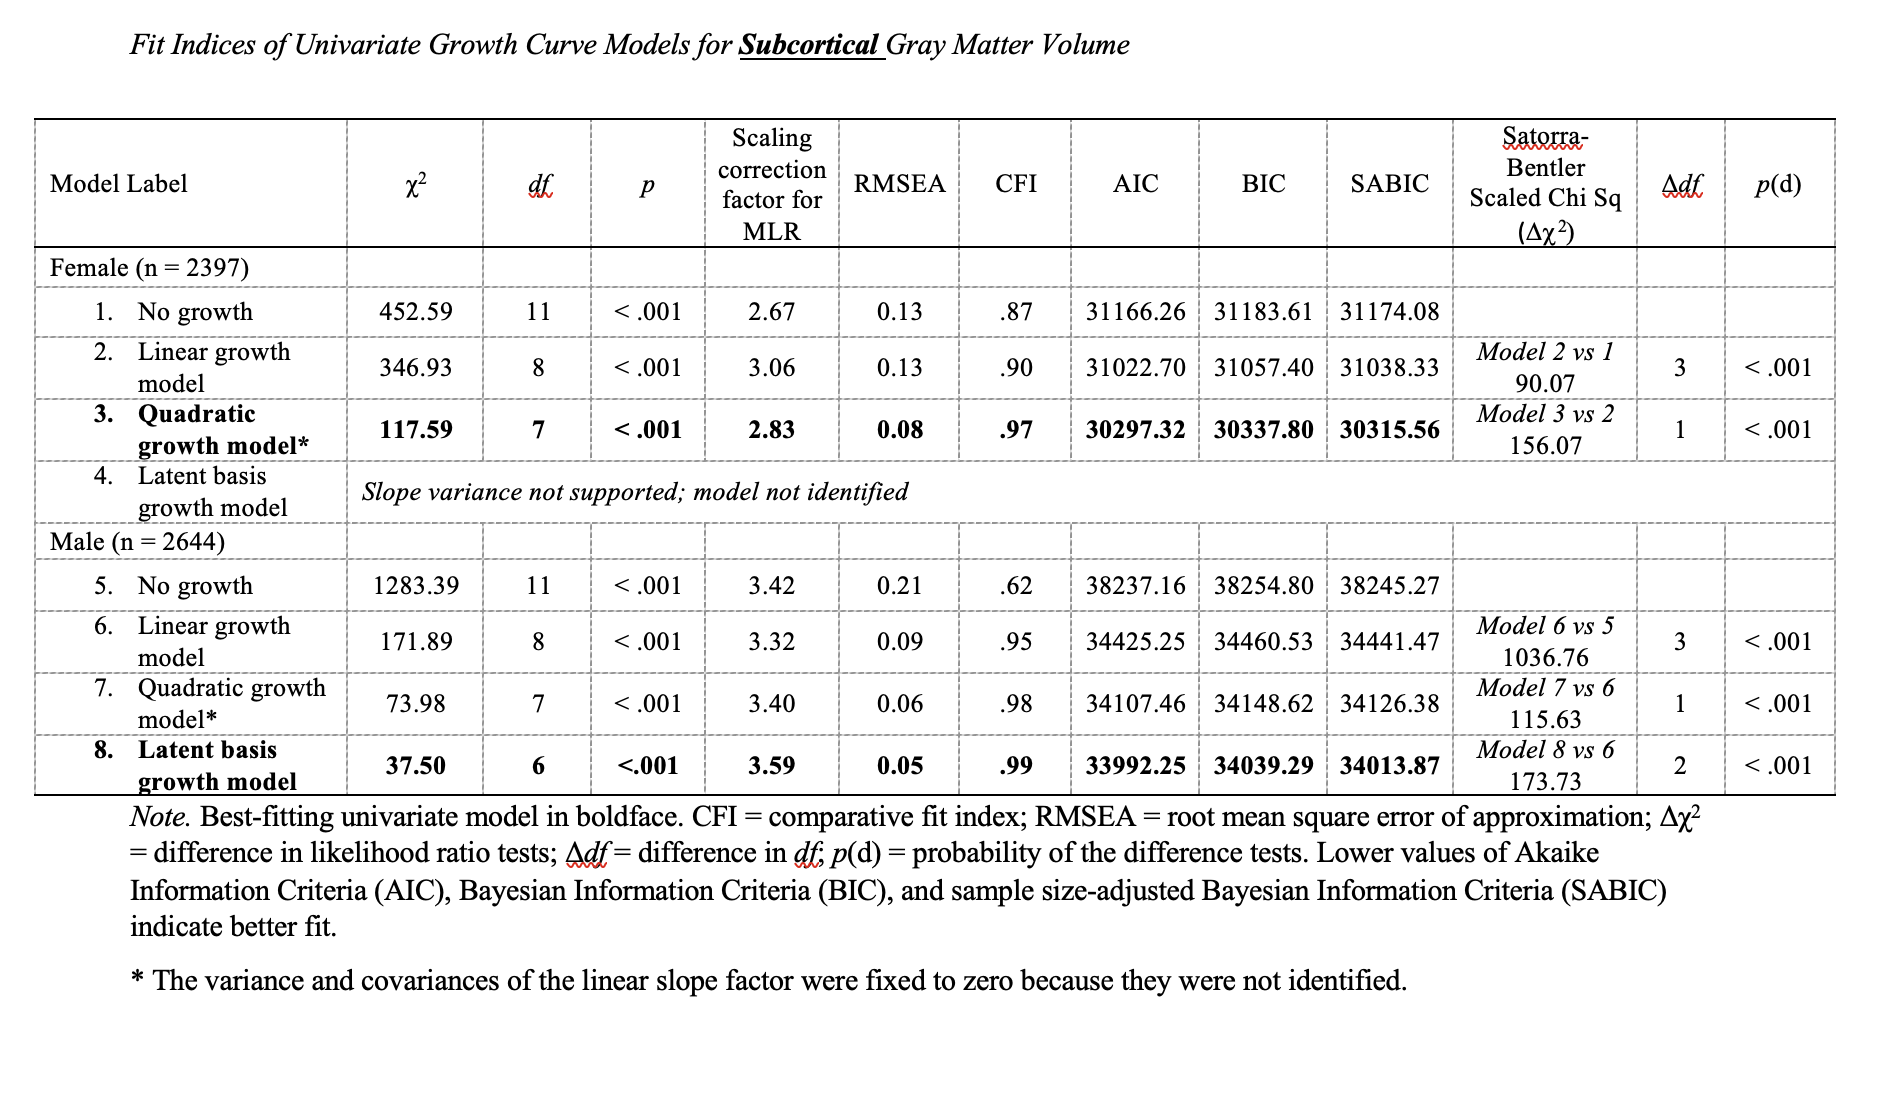 Fit Indices of Univariate Growth Curve Models for Subcortical Gray Matter Volume
Model Label χ² df p Scaling correction factor for MLR RMSEA CFI AIC BIC SABIC Satorra-Bentler Scaled Chi Sq (Δχ²) Δdf p(d)
Female (n = 2397)
1. No growth 452.59 11 < .001 2.67 0.13 .87 31166.26 31183.61 31174.08
2. Linear growth model 346.93 8 < .001 3.06 0.13 .90 31022.70 31057.40 31038.33 Model 2 vs 1 90.07 3 < .001
3. Quadratic growth model* 117.59 7 < .001 2.83 0.08 .97 30297.32 30337.80 30315.56 Model 3 vs 2 156.07 1 < .001
4. Latent basis growth model Slope variance not supported; model not identified
Male (n = 2644)
5. No growth 1283.39 11 < .001 3.42 0.21 .62 38237.16 38254.80 38245.27
6. Linear growth model 171.89 8 < .001 3.32 0.09 .95 34425.25 34460.53 34441.47 Model 6 vs 5 1036.76 3 < .001
7. Quadratic growth model* 73.98 7 < .001 3.40 0.06 .98 34107.46 34148.62 34126.38 Model 7 vs 6 115.63 1 < .001
8. Latent basis growth model 37.50 6 <.001 3.59 0.05 .99 33992.25 34039.29 34013.87 Model 8 vs 6 173.73 2 < .001
Note. Best-fitting univariate model in boldface. CFI = comparative fit index; RMSEA = root mean square error of approximation; Δχ²
= difference in likelihood ratio tests; Δdf = difference in df; p(d) = probability of the difference tests. Lower values of Akaike
Information Criteria (AIC), Bayesian Information Criteria (BIC), and sample size-adjusted Bayesian Information Criteria (SABIC)
indicate better fit.
* The variance and covariances of the linear slope factor were fixed to zero because they were not identified.